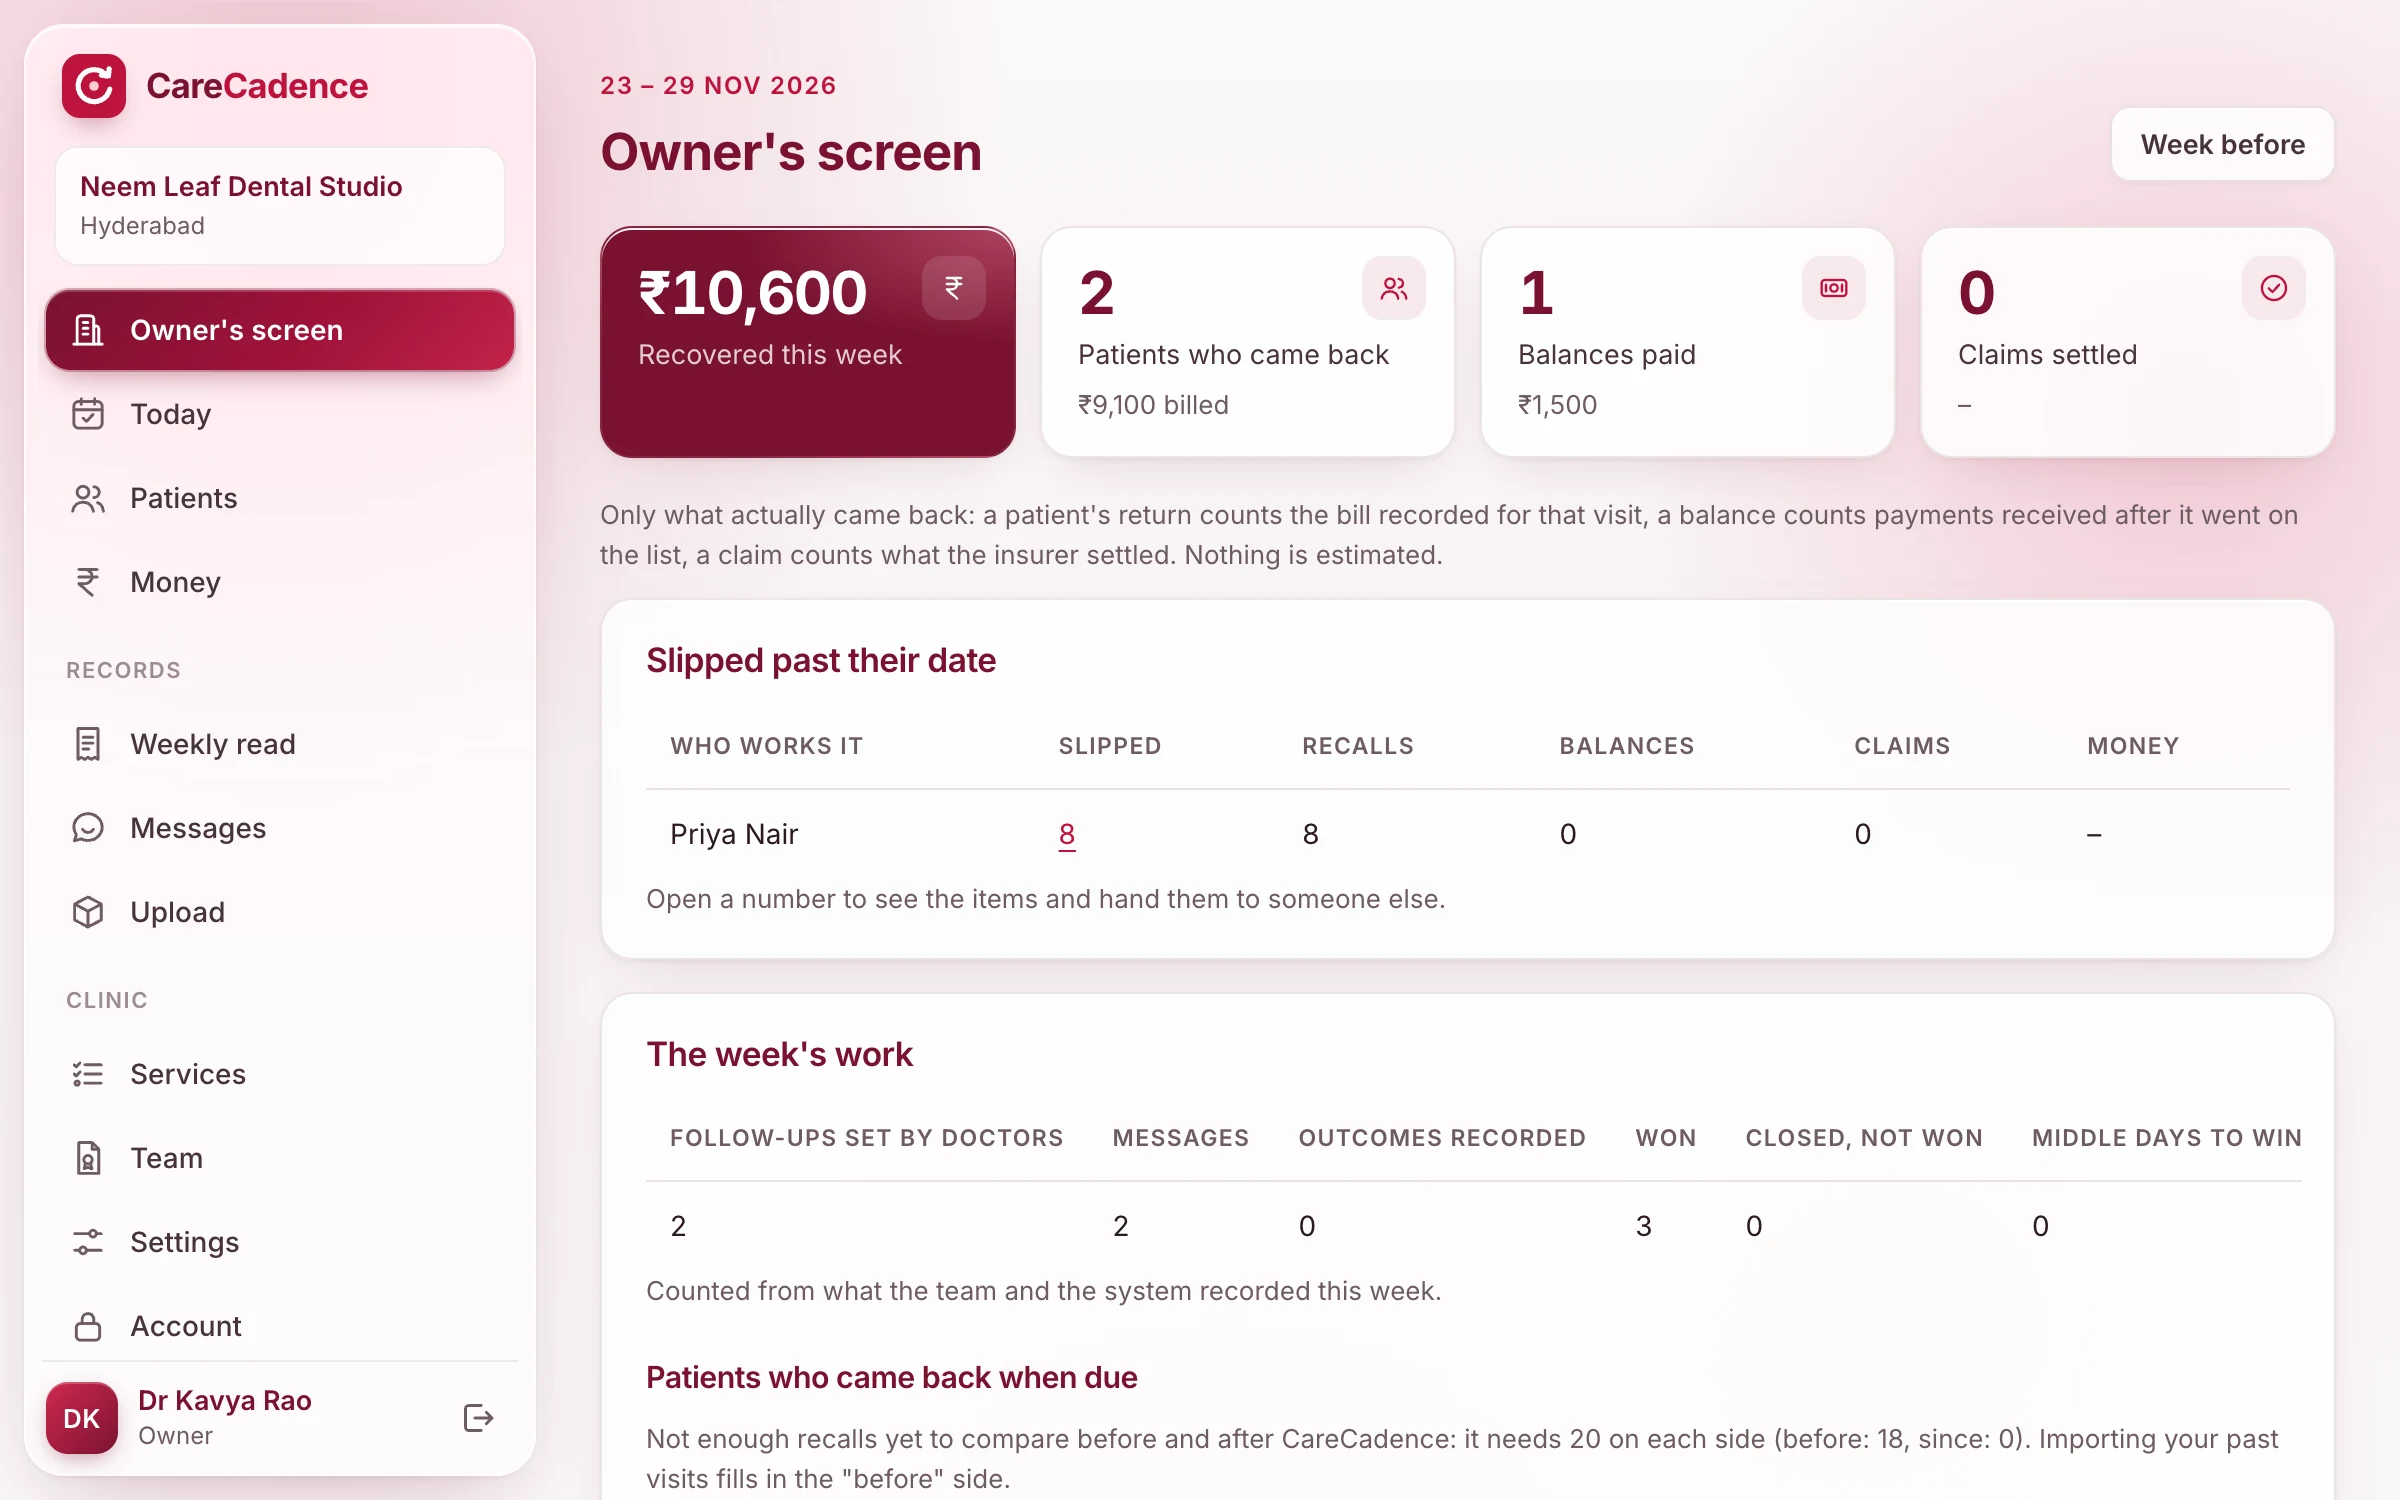 CareCadence
Neem Leaf Dental Studio
Hyderabad
Owner's screen
Today
Patients
Money
RECORDS
Weekly read
Messages
Upload
CLINIC
Services
Team
Settings
Account
DK
Dr Kavya Rao
Owner
23 – 29 NOV 2026
Owner's screen
Week before
₹10,600
Recovered this week
2
Patients who came back
₹9,100 billed
1
Balances paid
₹1,500
0
Claims settled
–
Only what actually came back: a patient's return counts the bill recorded for that visit, a balance counts payments received after it went on
the list, a claim counts what the insurer settled. Nothing is estimated.
Slipped past their date
WHO WORKS IT SLIPPED RECALLS BALANCES CLAIMS MONEY
Priya Nair 8 8 0 0 –
Open a number to see the items and hand them to someone else.
The week's work
FOLLOW-UPS SET BY DOCTORS MESSAGES OUTCOMES RECORDED WON CLOSED, NOT WON MIDDLE DAYS TO WIN
2 2 0 3 0 0
Counted from what the team and the system recorded this week.
Patients who came back when due
Not enough recalls yet to compare before and after CareCadence: it needs 20 on each side (before: 18, since: 0). Importing your past
visits fills in the "before" side.